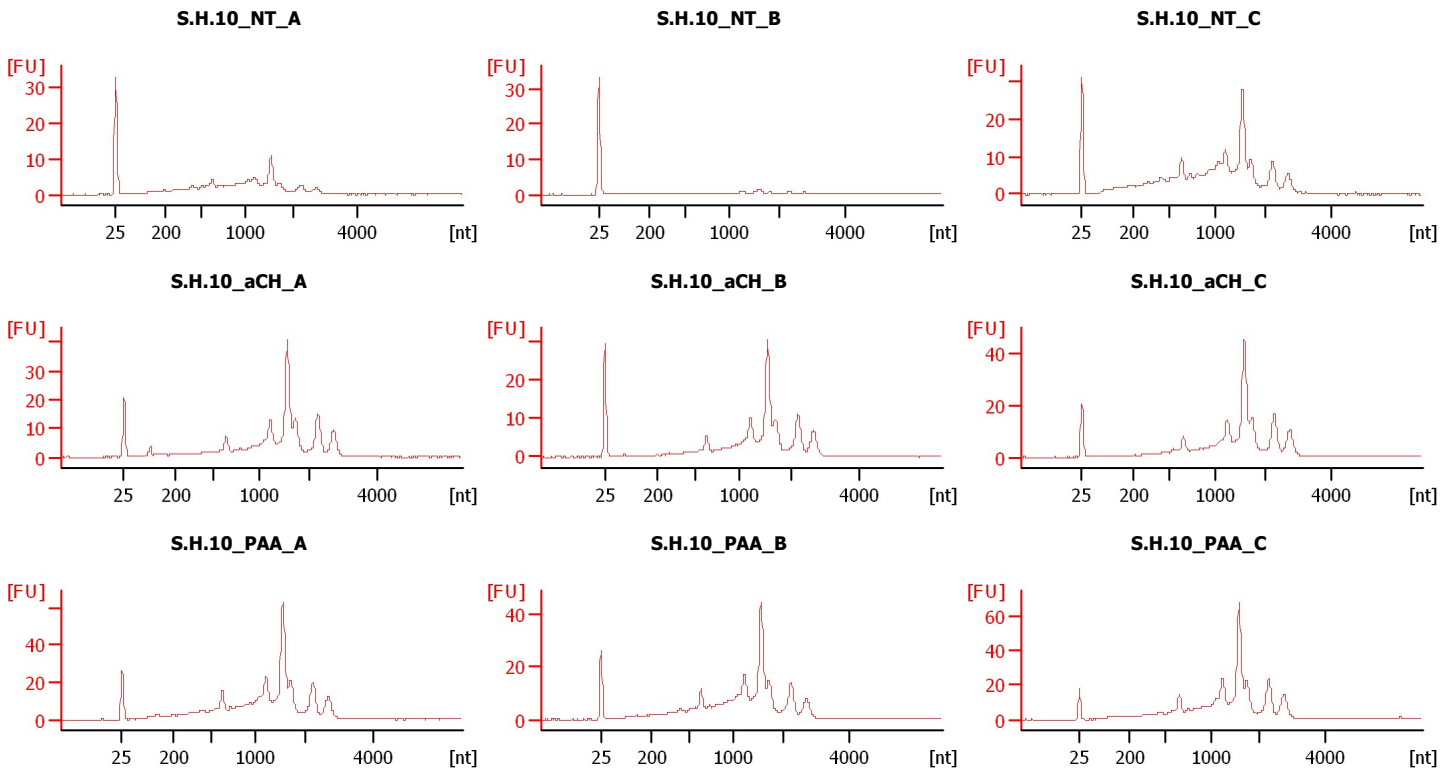 S.H.10_NT_A
S.H.10_NT_B
S.H.10_NT_C
[FU]
30
20
10
0
25 200 1000 4000 [nt]
[FU]
30
20
10
0
25 200 1000 4000 [nt]
[FU]
20
10
0
25 200 1000 4000 [nt]
S.H.10_aCH_A
S.H.10_aCH_B
S.H.10_aCH_C
[FU]
30
20
10
0
25 200 1000 4000 [nt]
[FU]
20
10
0
25 200 1000 4000 [nt]
[FU]
40
20
0
25 200 1000 4000 [nt]
S.H.10_PAA_A
S.H.10_PAA_B
S.H.10_PAA_C
[FU]
40
20
0
25 200 1000 4000 [nt]
[FU]
40
20
0
25 200 1000 4000 [nt]
[FU]
60
40
20
0
25 200 1000 4000 [nt]